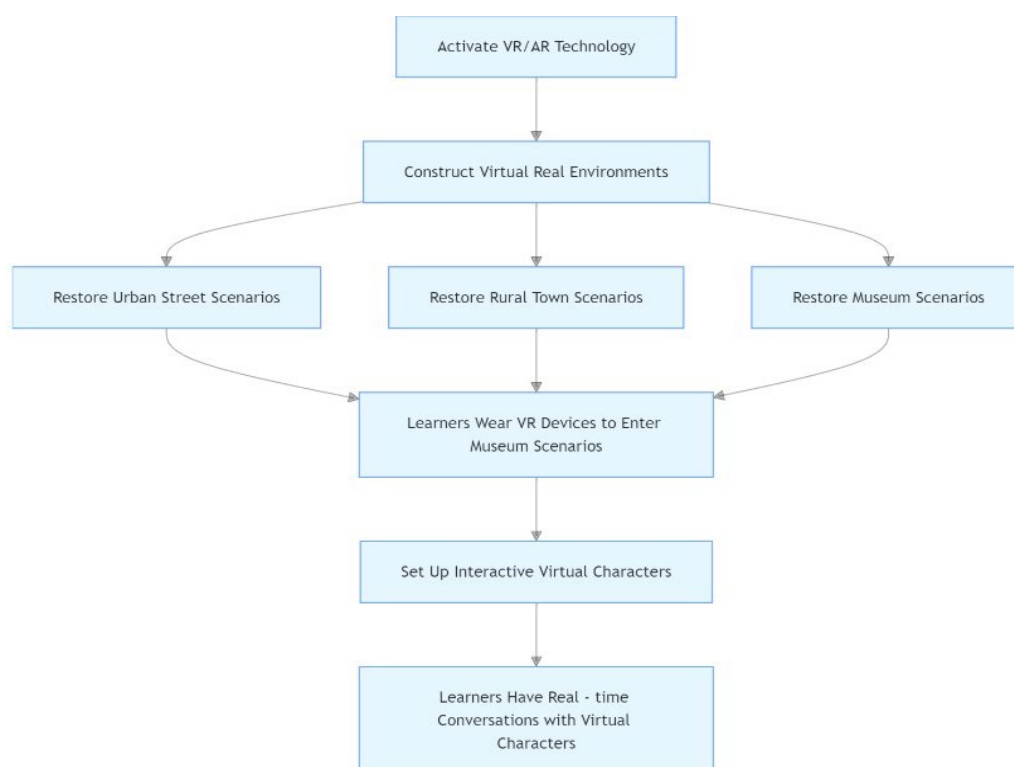 Activate VR/AR Technology
Construct Virtual Real Environments
Restore Urban Street Scenarios
Restore Rural Town Scenarios
Restore Museum Scenarios
Learners Wear VR Devices to Enter
Museum Scenarios
Set Up Interactive Virtual Characters
Learners Have Real - time
Conversations with Virtual
Characters